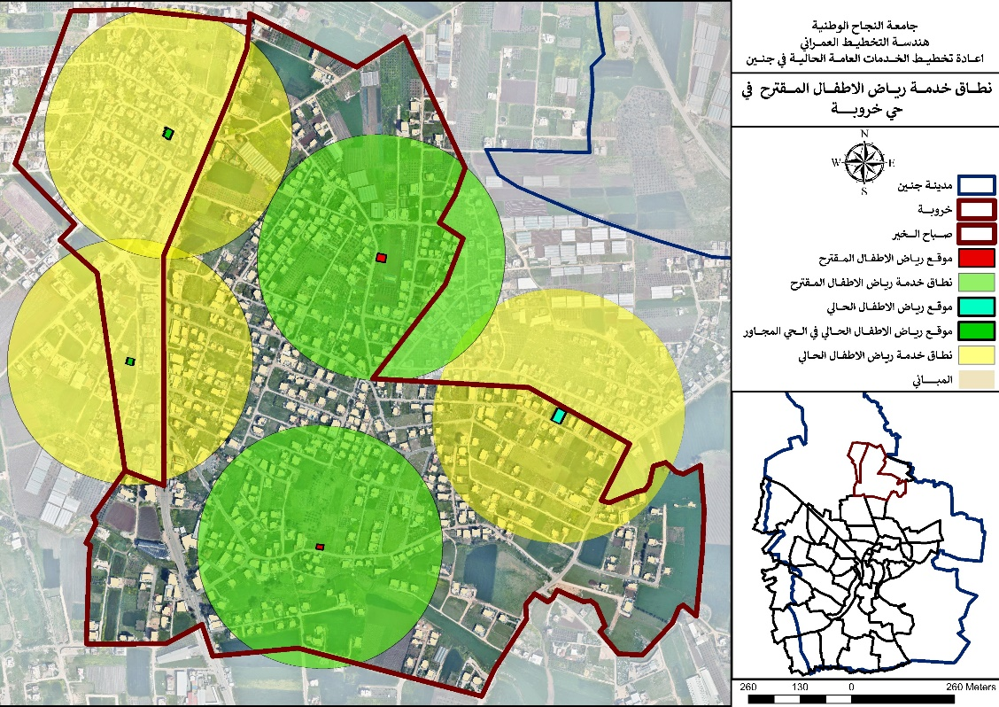 جامعة النجاح الوطنية
هندسة التخطيط العمراني
اعادة تخطيط الخدمات العامة الحالية في جنين
نطاق خدمة رياض الاطفال المقترح في
حي خروبة
N
W E
S
مدينة جنين
خروبة
صباح الخير
موقع رياض الاطفال المقترح
نطاق خدمة رياض الاطفال المقترح
موقع رياض الاطفال الحالي
موقع رياض الاطفال الحالي في الحي المجاور
نطاق خدمة رياض الاطفال الحالي
المباني
260 130 0 260 Meters